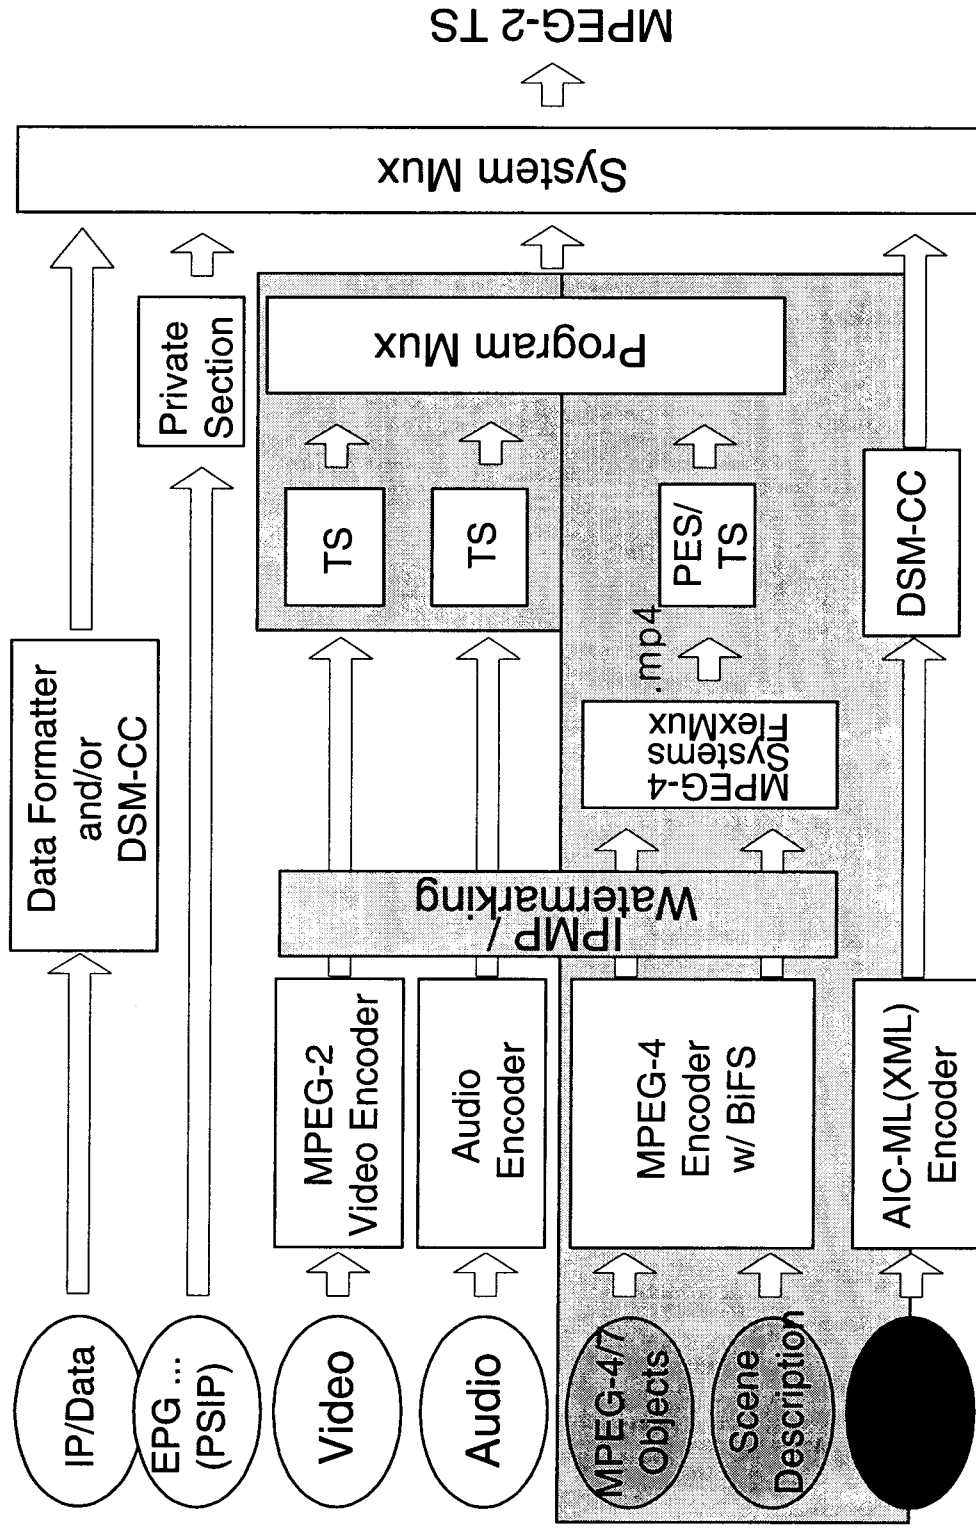 IP/Data
Data Formatter
and/or
DSM-CC
EPG ...
(PSIP)
Private
Section
Video
MPEG-2
Video Encoder
TS
Audio
Audio
Encoder
TS
MPEG-4/7
Objects
Scene
Description
MPEG-4
Encoder
w/ BiFS
IPMP /
Watermarking
MPEG-4
Systems
FlexMux
.mp4
PES/
TS
Program Mux
AIC-ML(XML)
Encoder
DSM-CC
System Mux
MPEG-2 TS